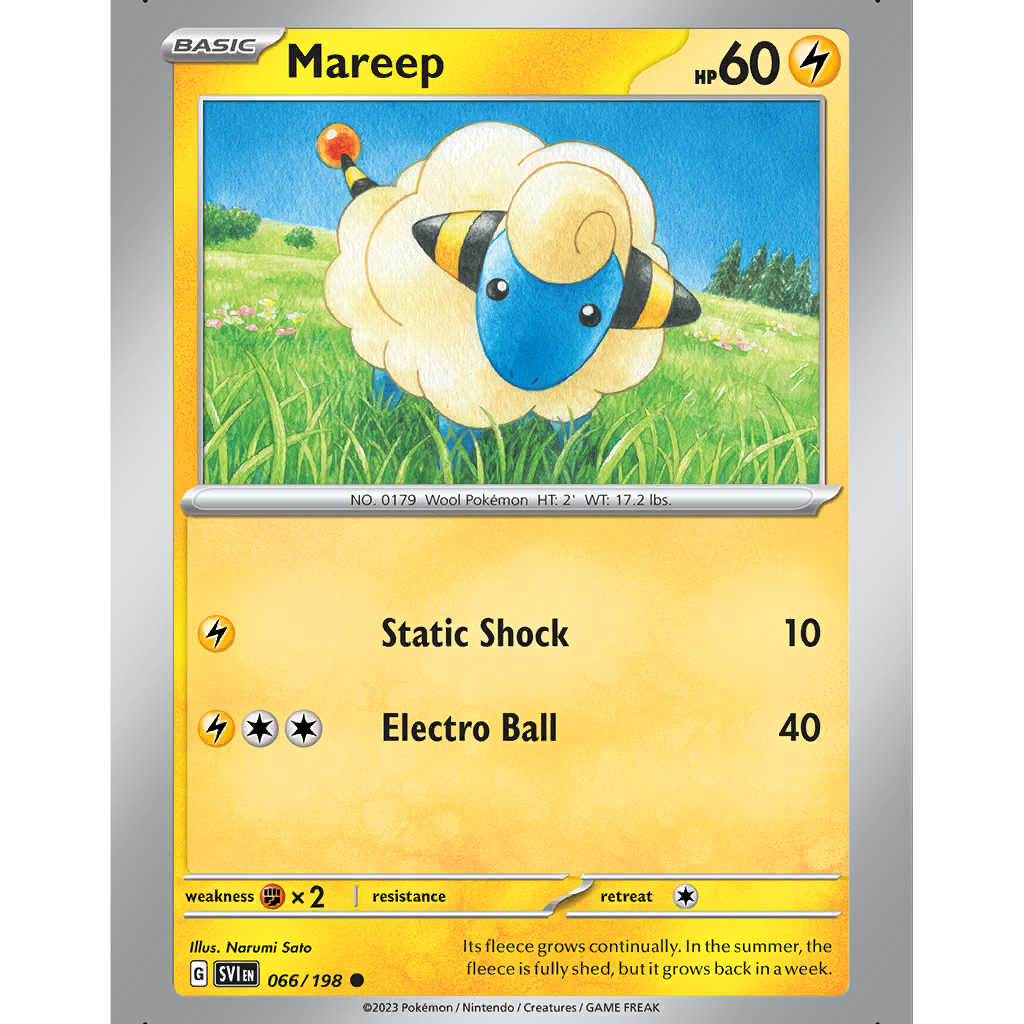 BASIC Mareep HP 60
NO. 0179 Wool Pokémon HT: 2' WT: 17.2 lbs.
Static Shock 10
Electro Ball 40
weakness ×2 resistance retreat
Illus. Narumi Sato
Its fleece grows continually. In the summer, the
fleece is fully shed, but it grows back in a week.
G SVI EN 066/198
©2023 Pokémon / Nintendo / Creatures / GAME FREAK